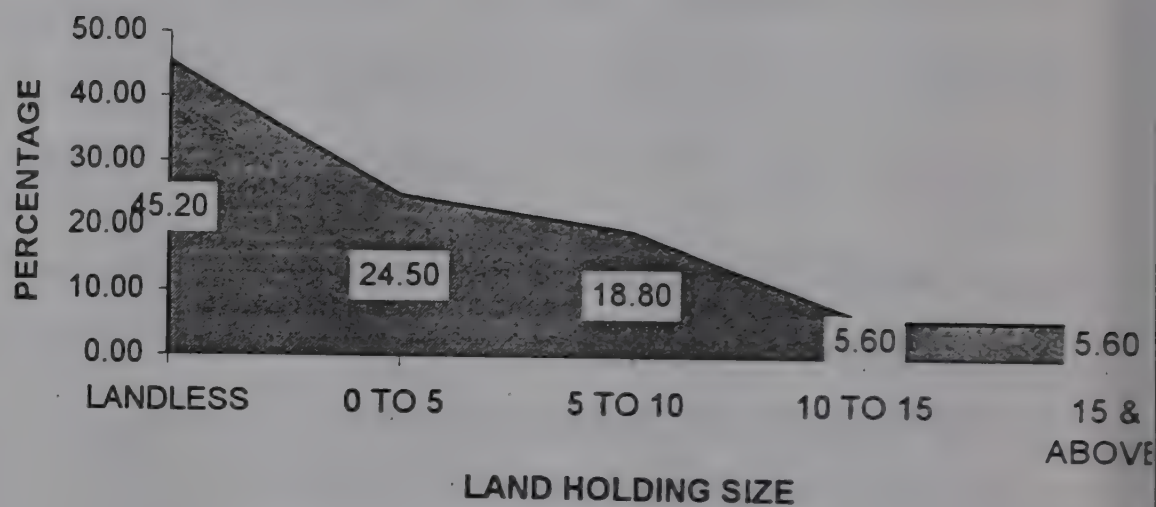 50.00
40.00
30.00
20.00
10.00
0.00
PERCENTAGE
45.20
24.50
18.80
5.60
5.60
LANDLESS
0 TO 5
5 TO 10
10 TO 15
15 &
ABOVE
LAND HOLDING SIZE